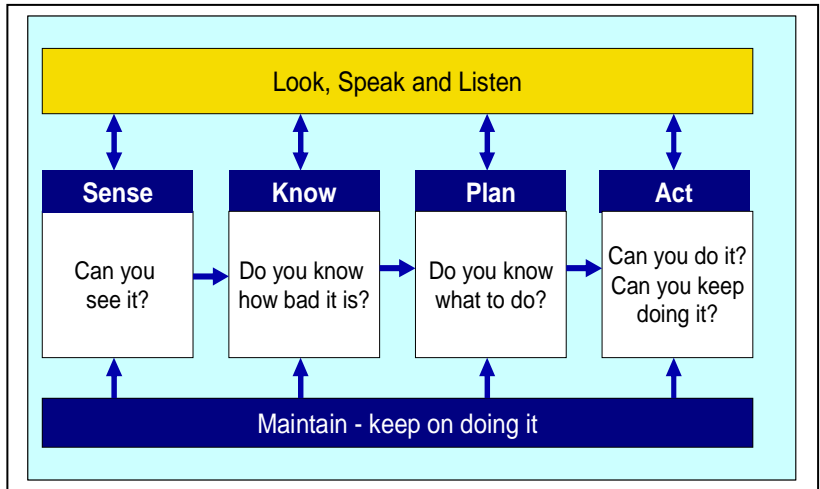 Look, Speak and Listen
Sense
Can you
see it?
Know
Do you know
how bad it is?
Plan
Do you know
what to do?
Act
Can you do it?
Can you keep
doing it?
Maintain - keep on doing it